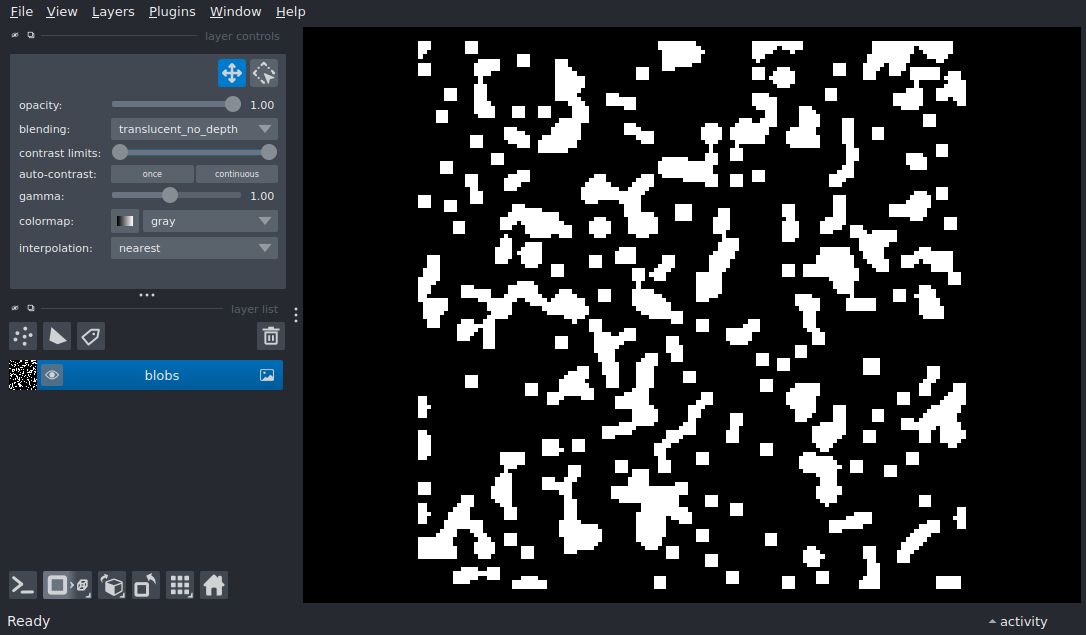 File View Layers Plugins Window Help
layer controls
opacity: 1.00
blending: translucent_no_depth
contrast limits:
auto-contrast: once continuous
gamma: 1.00
colormap: gray
interpolation: nearest
layer list
blobs
Ready activity